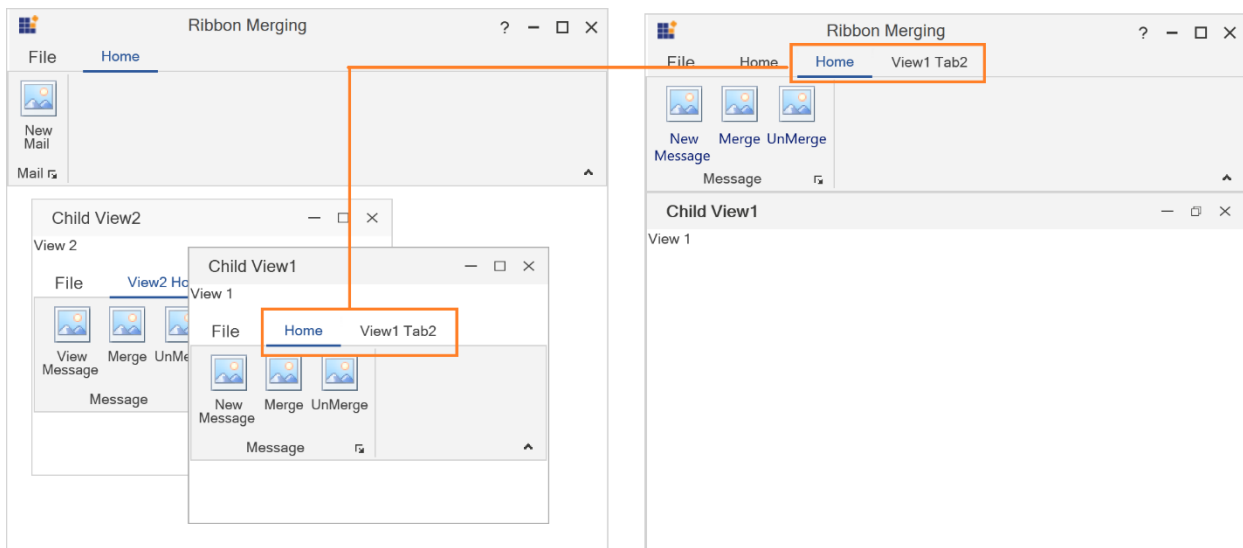 Ribbon Merging
?
File Home
New
Mail
Mail
Child View2
View 2
File View2 Ho
View
Message
Merge UnMe
Message
Child View1
View 1
File Home View1 Tab2
New
Message
Merge UnMerge
Message
Ribbon Merging
?
File Home Home View1 Tab2
New
Message
Merge UnMerge
Message
Child View1
View 1